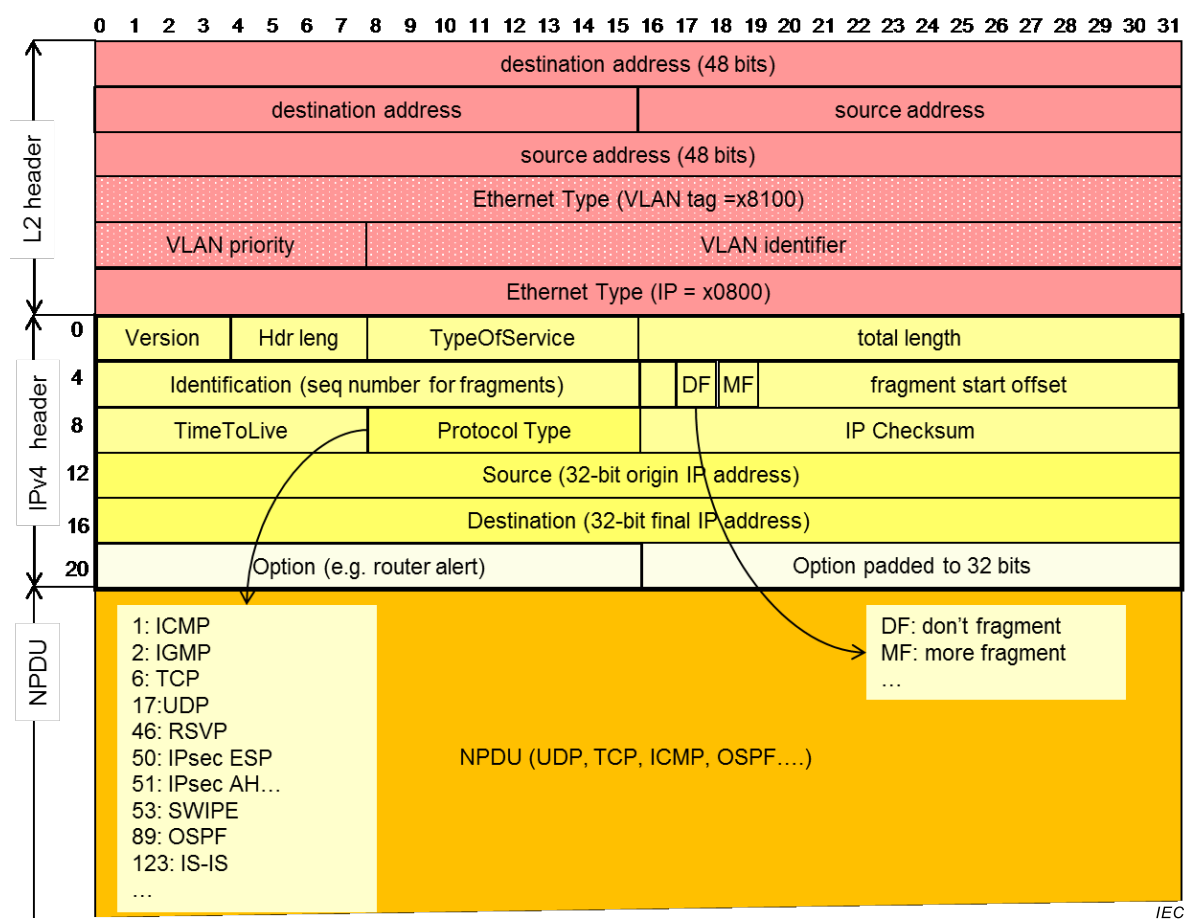 0 1 2 3 4 5 6 7 8 9 10 11 12 13 14 15 16 17 18 19 20 21 22 23 24 25 26 27 28 29 30 31
L2 header
destination address (48 bits)
destination address source address
source address (48 bits)
Ethernet Type (VLAN tag =x8100)
VLAN priority VLAN identifier
Ethernet Type (IP = x0800)
IPv4 header
0 Version Hdr leng TypeOfService total length
4 Identification (seq number for fragments) DF MF fragment start offset
8 TimeToLive Protocol Type IP Checksum
12 Source (32-bit origin IP address)
16 Destination (32-bit final IP address)
20 Option (e.g. router alert) Option padded to 32 bits
NPDU
1: ICMP
2: IGMP
6: TCP
17:UDP
46: RSVP
50: IPsec ESP
51: IPsec AH…
53: SWIPE
89: OSPF
123: IS-IS
…
NPDU (UDP, TCP, ICMP, OSPF….)
DF: don’t fragment
MF: more fragment
…
IEC